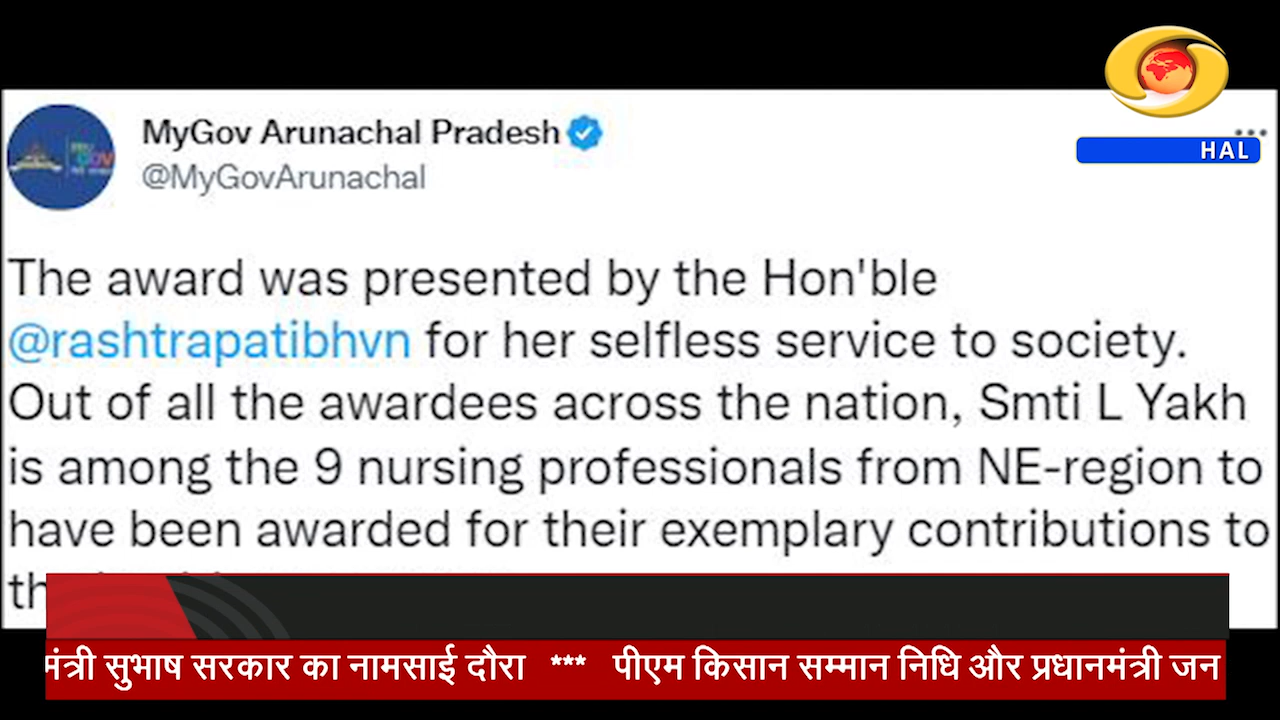 MyGov Arunachal Pradesh
@MyGovArunachal
HAL
The award was presented by the Hon'ble
@rashtrapatibhvn for her selfless service to society.
Out of all the awardees across the nation, Smti L Yakh
is among the 9 nursing professionals from NE-region to
have been awarded for their exemplary contributions to
मंत्री सुभाष सरकार का नामसाई दौरा *** पीएम किसान सम्मान निधि और प्रधानमंत्री जन